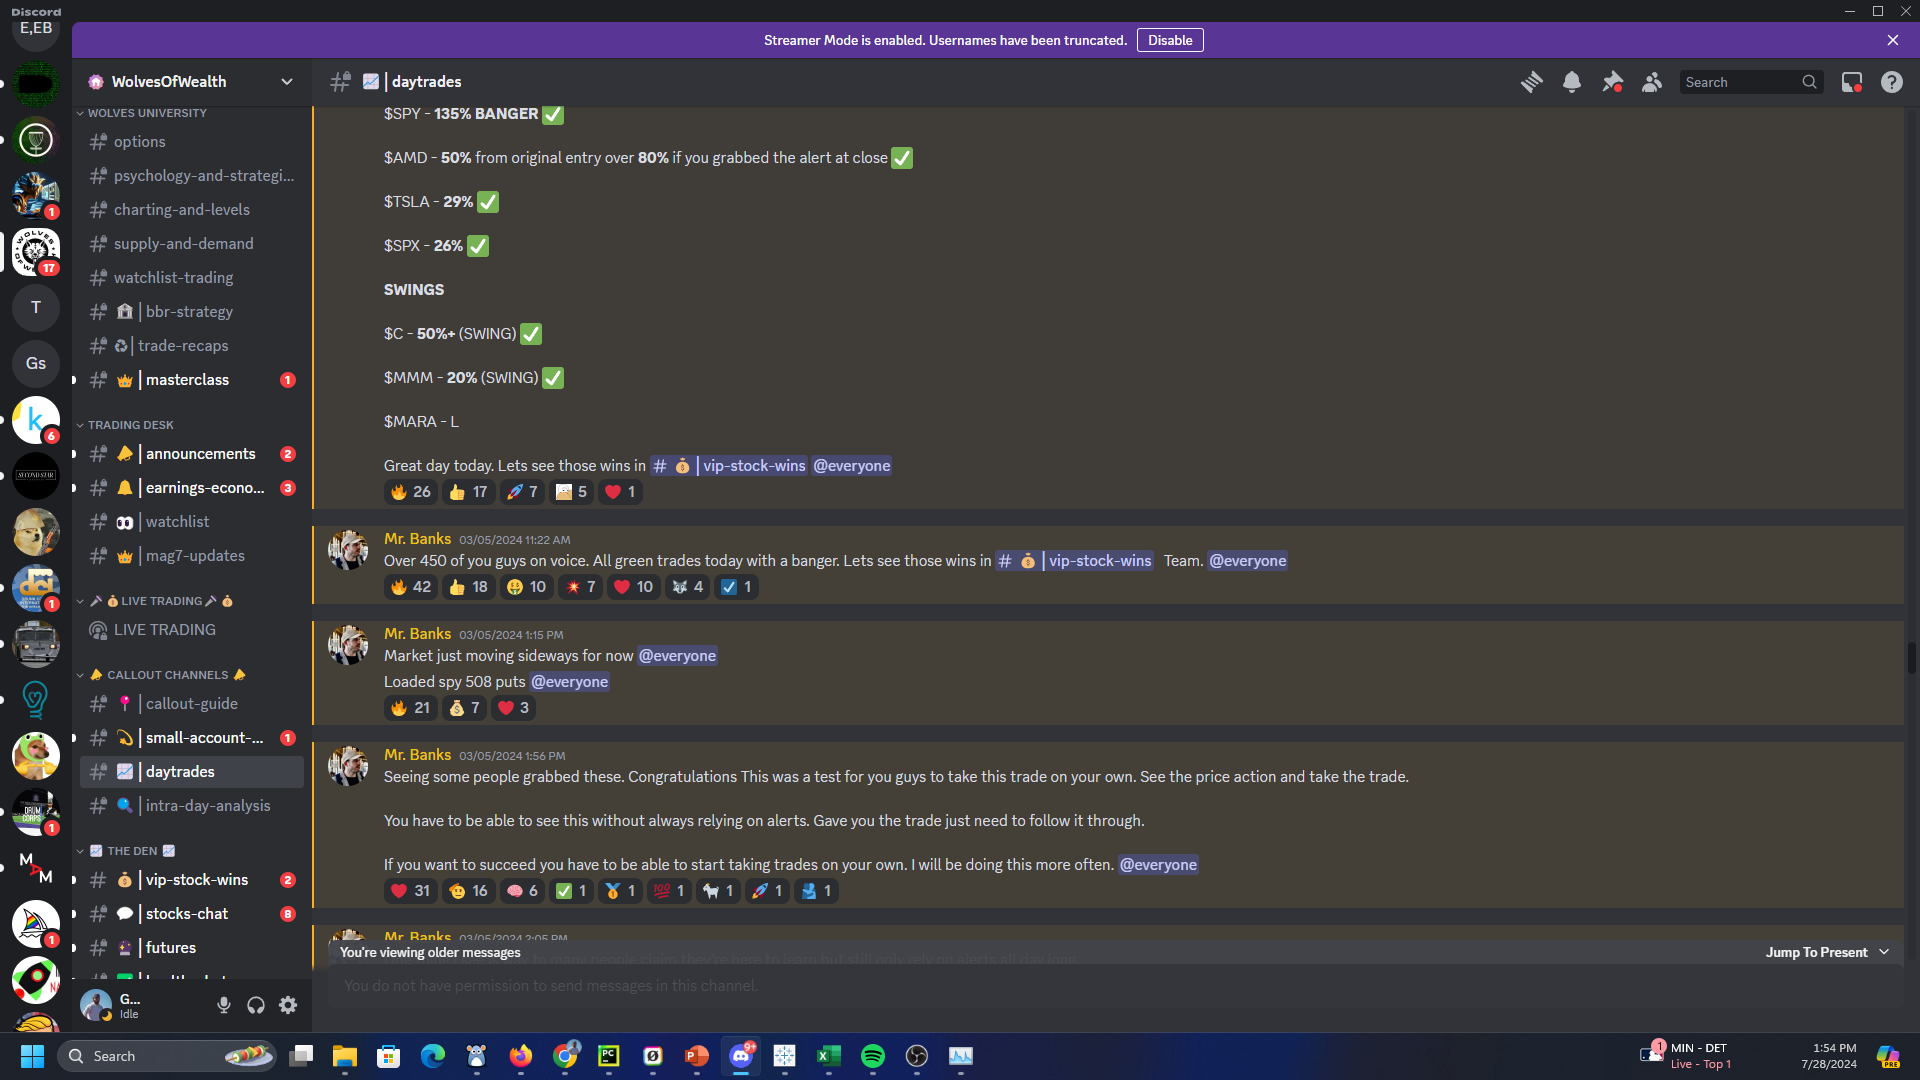 Discord
E,EB
Streamer Mode is enabled. Usernames have been truncated. Disable
WolvesOfWealth
| daytrades
Search
WOLVES UNIVERSITY
options
psychology-and-strategi...
charting-and-levels
supply-and-demand
watchlist-trading
| bbr-strategy
| trade-recaps
| masterclass 1
TRADING DESK
| announcements 2
| earnings-econo... 3
| watchlist
| mag7-updates
LIVE TRADING
LIVE TRADING
CALLOUT CHANNELS
| callout-guide
| small-account-... 1
| daytrades
| intra-day-analysis
THE DEN
| vip-stock-wins 2
| stocks-chat 8
| futures
1
WOLVES
17
T
Gs
k
6
SECOND STAR
dci
1
DRUM
CORPS
1
M
A
M
1
G...
Idle
$SPY - 135% BANGER ✅
$AMD - 50% from original entry over 80% if you grabbed the alert at close ✅
$TSLA - 29% ✅
$SPX - 26% ✅
SWINGS
$C - 50%+ (SWING) ✅
$MMM - 20% (SWING) ✅
$MARA - L
Great day today. Lets see those wins in # 💰 | vip-stock-wins @everyone
🔥 26 👍 17 🚀 7 5 ❤️ 1
Mr. Banks 03/05/2024 11:22 AM
Over 450 of you guys on voice. All green trades today with a banger. Lets see those wins in # 💰 | vip-stock-wins Team. @everyone
🔥 42 👍 18 🤑 10 💥 7 ❤️ 10 🐺 4 ☑️ 1
Mr. Banks 03/05/2024 1:15 PM
Market just moving sideways for now @everyone
Loaded spy 508 puts @everyone
🔥 21 💰 7 ❤️ 3
Mr. Banks 03/05/2024 1:56 PM
Seeing some people grabbed these. Congratulations This was a test for you guys to take this trade on your own. See the price action and take the trade.
You have to be able to see this without always relying on alerts. Gave you the trade just need to follow it through.
If you want to succeed you have to be able to start taking trades on your own. I will be doing this more often. @everyone
❤️ 31 16 🧠 6 ✅ 1 🥇 1 💯 1 🐐 1 🚀 1 🫂 1
Mr. Banks 03/05/2024 2:05 PM
You're viewing older messages
Jump To Present
You do not have permission to send messages in this channel.
Search
PC
9+
1
MIN - DET
Live - Top 1
1:54 PM
7/28/2024
PRE